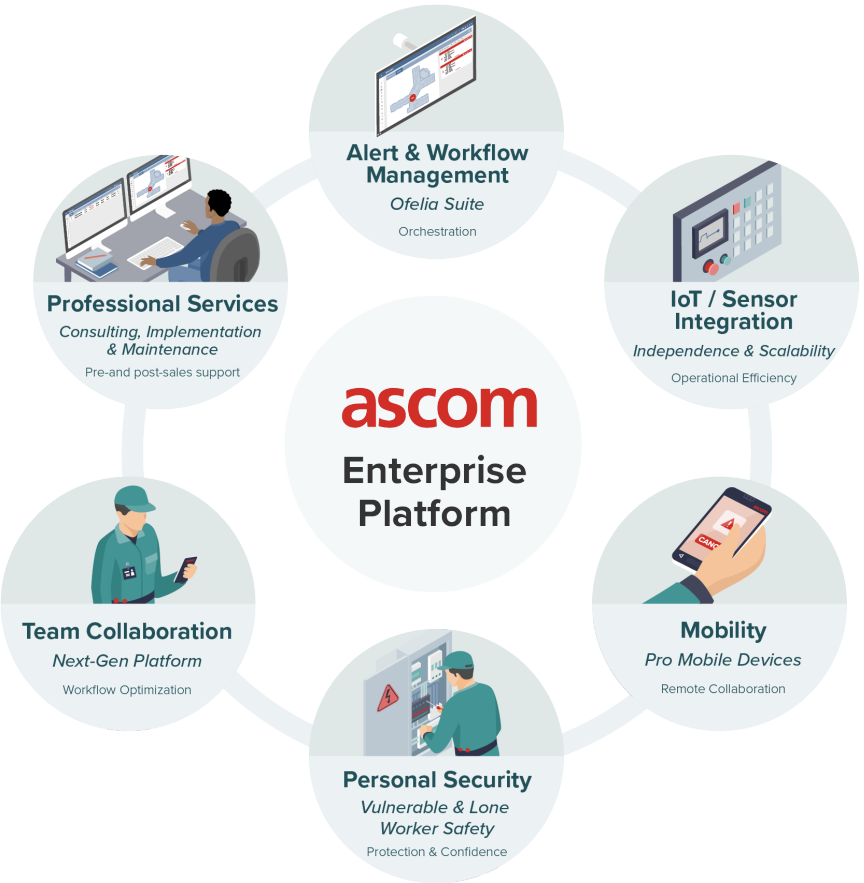 Alert & Workflow
Management
Ofelia Suite
Orchestration
IoT / Sensor
Integration
Independence & Scalability
Operational Efficiency
Mobility
Pro Mobile Devices
Remote Collaboration
Personal Security
Vulnerable & Lone
Worker Safety
Protection & Confidence
Team Collaboration
Next-Gen Platform
Workflow Optimization
Professional Services
Consulting, Implementation
& Maintenance
Pre-and post-sales support
ascom
Enterprise
Platform